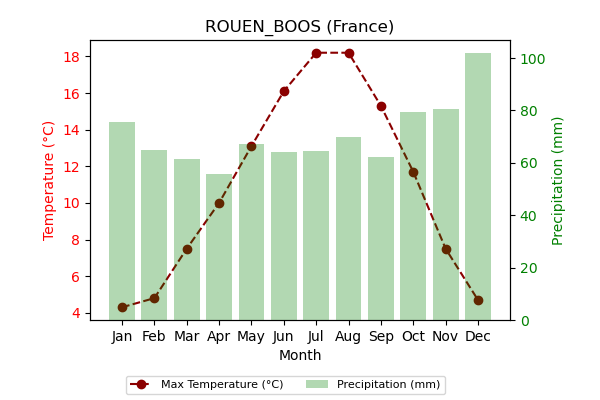 ROUEN_BOOS (France)
18
16
14
12
10
8
6
4
Temperature (°C)
100
80
60
40
20
0
Precipitation (mm)
Jan Feb Mar Apr May Jun Jul Aug Sep Oct Nov Dec
Month
Max Temperature (°C) Precipitation (mm)